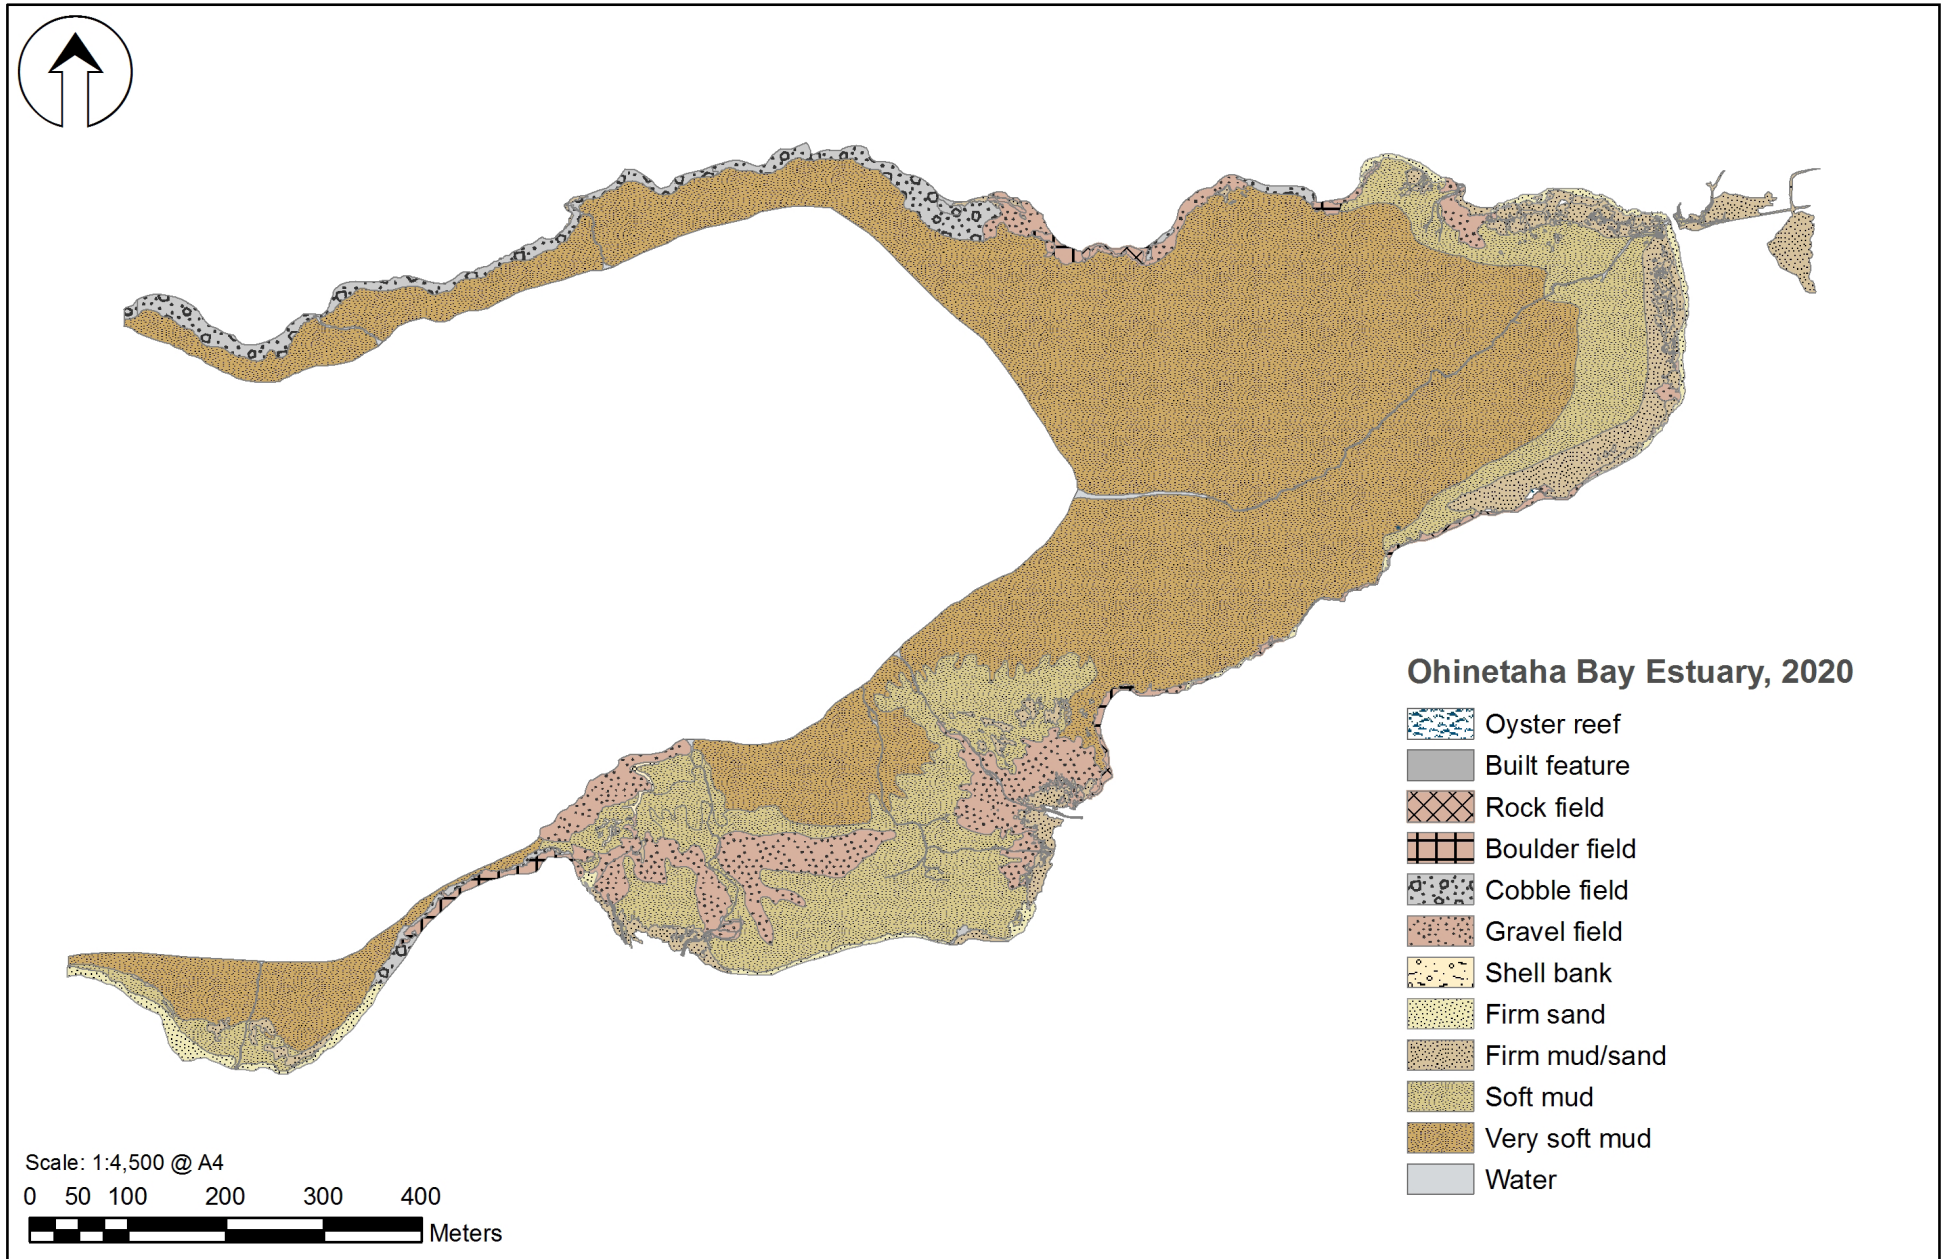 Ohinetaha Bay Estuary, 2020
Oyster reef
Built feature
Rock field
Boulder field
Cobble field
Gravel field
Shell bank
Firm sand
Firm mud/sand
Soft mud
Very soft mud
Water
Scale: 1:4,500 @ A4
0 50 100 200 300 400
Meters